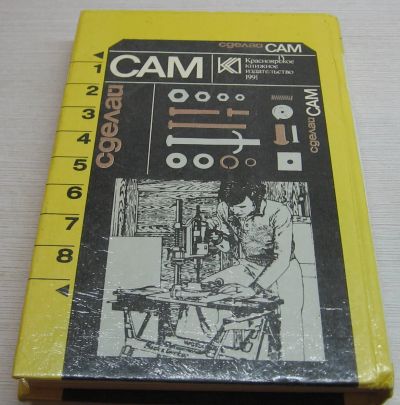 сделай САМ
САМ
Красноярское
книжное
издательство
1991
1
2
3
4
5
6
7
8
сделай
сделай САМ